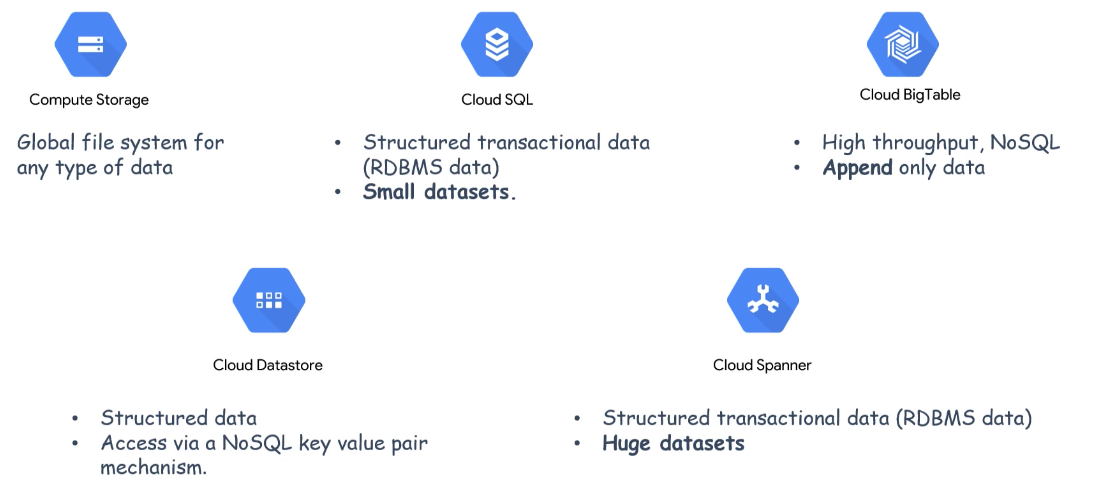 Compute Storage
Global file system for
any type of data
Cloud SQL
• Structured transactional data
(RDBMS data)
• Small datasets.
Cloud BigTable
• High throughput, NoSQL
• Append only data
Cloud Datastore
• Structured data
• Access via a NoSQL key value pair
mechanism.
Cloud Spanner
• Structured transactional data (RDBMS data)
• Huge datasets